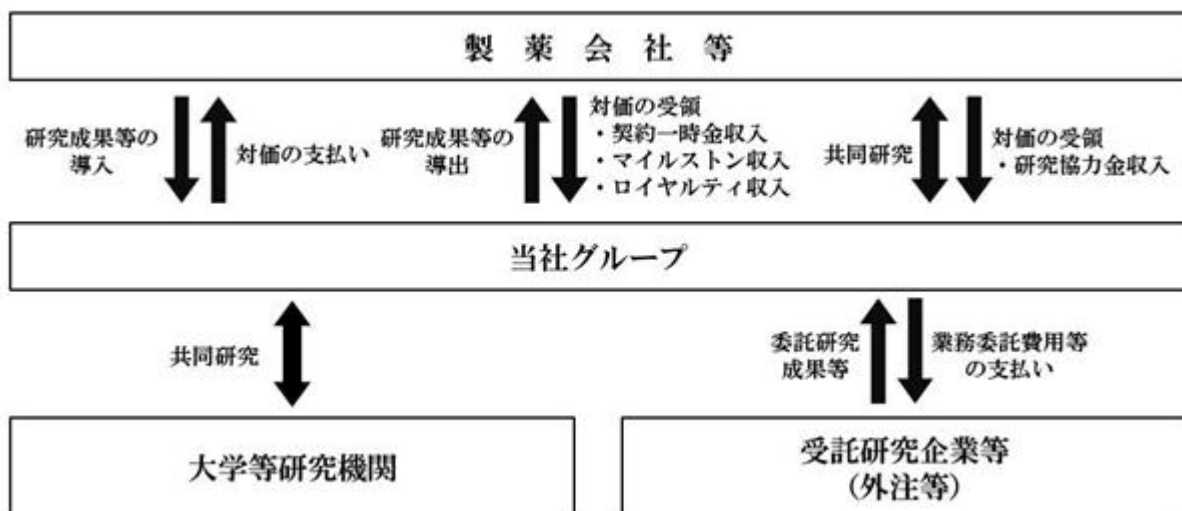 製薬会社等
研究成果等の
導入
対価の支払い
研究成果等の
導出
対価の受領
・契約一時金収入
・マイルストン収入
・ロイヤルティ収入
共同研究
対価の受領
・研究協力金収入
当社グループ
共同研究
委託研究
成果等
業務委託費用等
の支払い
大学等研究機関
受託研究企業等
（外注等）